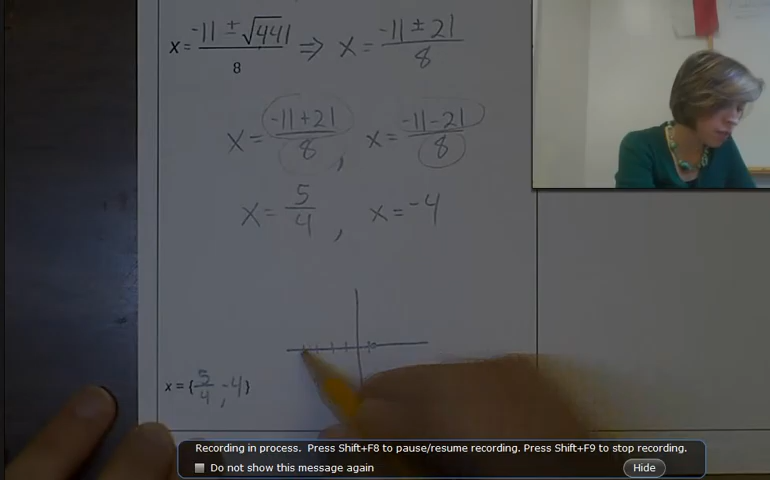 x = -11 ± √441 / 8 ⇒ x = -11 ± 21 / 8
x = -11 + 21 / 8 , x = -11 - 21 / 8
x = 5/4 , x = -4
x = {5/4, -4}
Recording in process. Press Shift+F8 to pause/resume recording. Press Shift+F9 to stop recording.
Do not show this message again
Hide